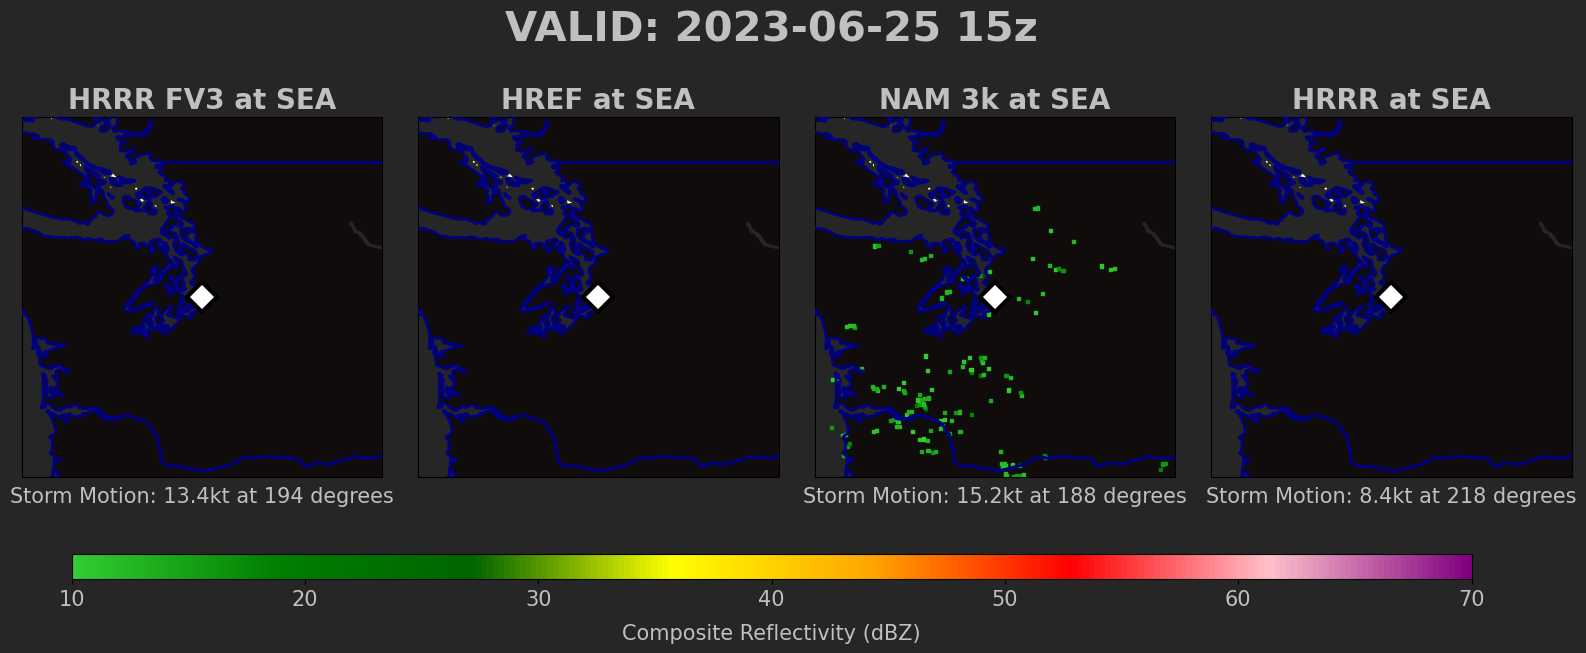 VALID: 2023-06-25 15z
HRRR FV3 at SEA
HREF at SEA
NAM 3k at SEA
HRRR at SEA
Storm Motion: 13.4kt at 194 degrees
Storm Motion: 15.2kt at 188 degrees
Storm Motion: 8.4kt at 218 degrees
10 20 30 40 50 60 70
Composite Reflectivity (dBZ)